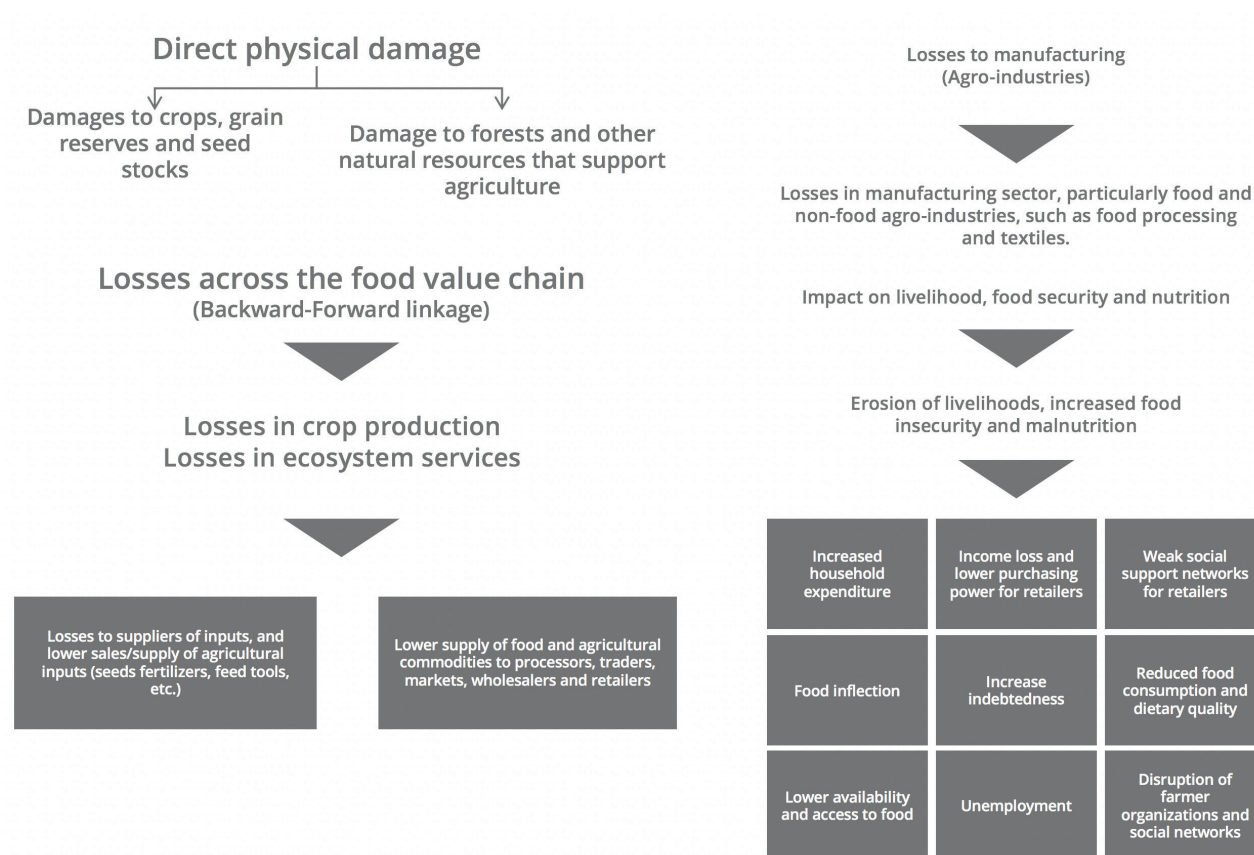 Direct physical damage
Damages to crops, grain
reserves and seed
stocks
Damage to forests and other
natural resources that support
agriculture
Losses across the food value chain
(Backward-Forward linkage)
Losses in crop production
Losses in ecosystem services
Losses to suppliers of inputs, and
lower sales/supply of agricultural
inputs (seeds fertilizers, feed tools,
etc.)
Lower supply of food and agricultural
commodities to processors, traders,
markets, wholesalers and retailers
Losses to manufacturing
(Agro-industries)
Losses in manufacturing sector, particularly food and
non-food agro-industries, such as food processing
and textiles.
Impact on livelihood, food security and nutrition
Erosion of livelihoods, increased food
insecurity and malnutrition
Increased
household
expenditure
Income loss and
lower purchasing
power for retailers
Weak social
support networks
for retailers
Food inflection
Increase
indebtedness
Reduced food
consumption and
dietary quality
Lower availability
and access to food
Unemployment
Disruption of
farmer
organizations and
social networks